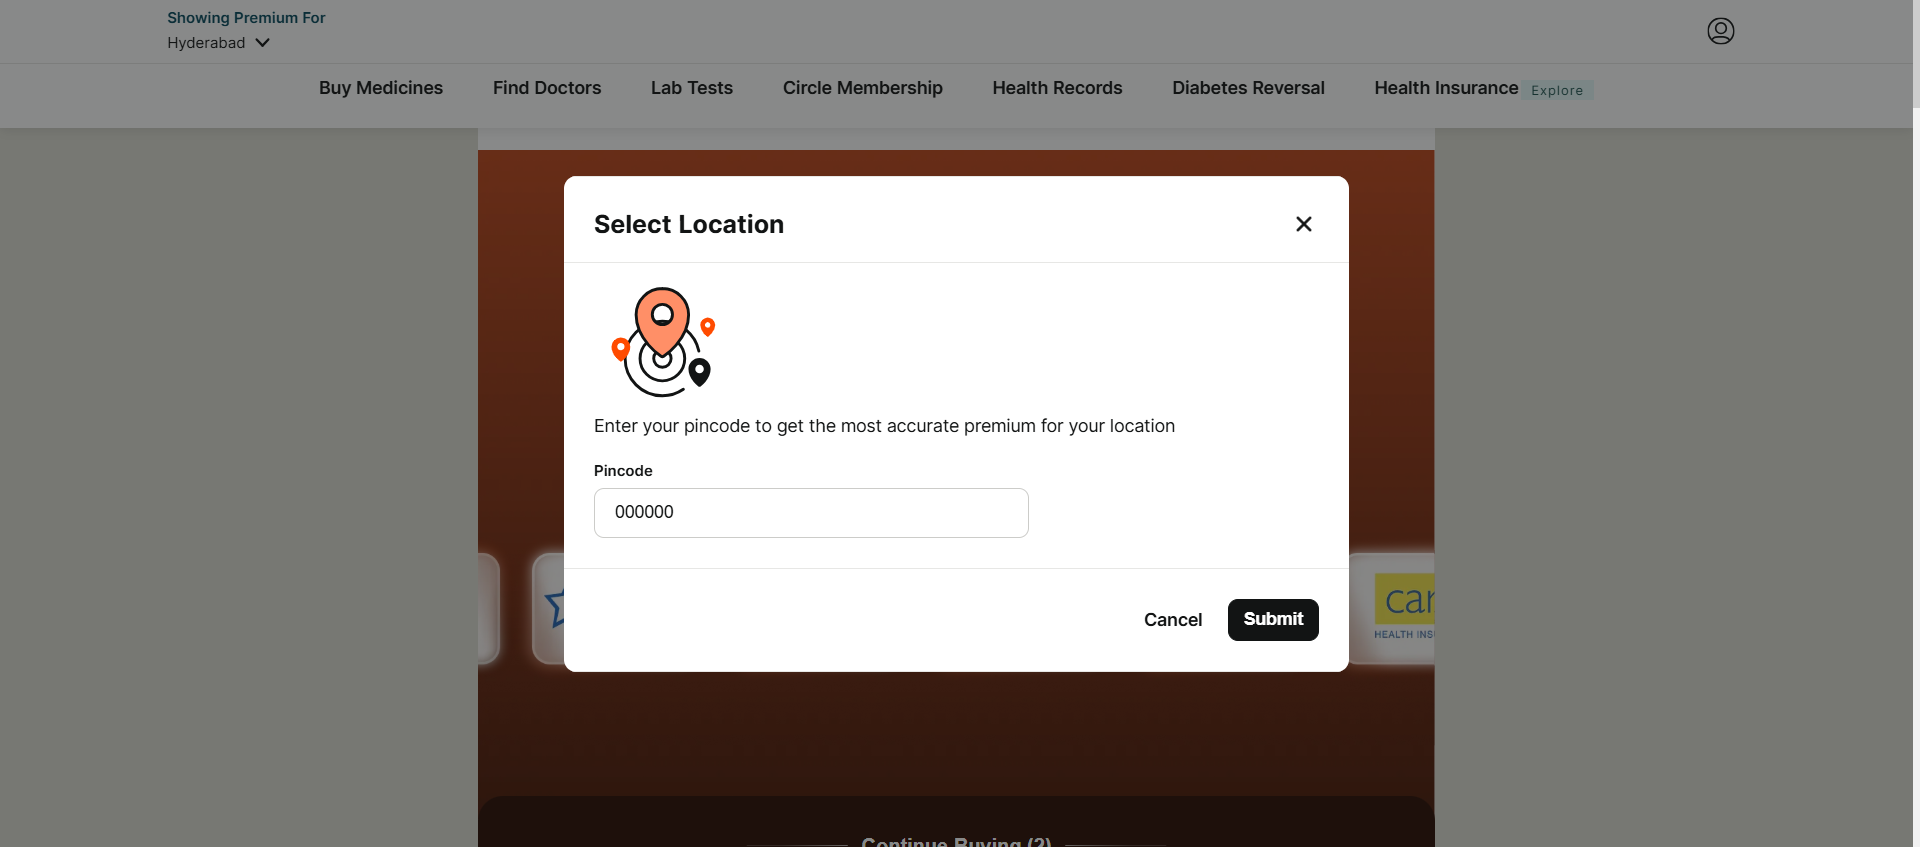 Showing Premium For
Hyderabad
Buy Medicines Find Doctors Lab Tests Circle Membership Health Records Diabetes Reversal Health Insurance Explore
Select Location
Enter your pincode to get the most accurate premium for your location
Pincode
000000
Cancel Submit
HEALTH
Continue Buying (2)